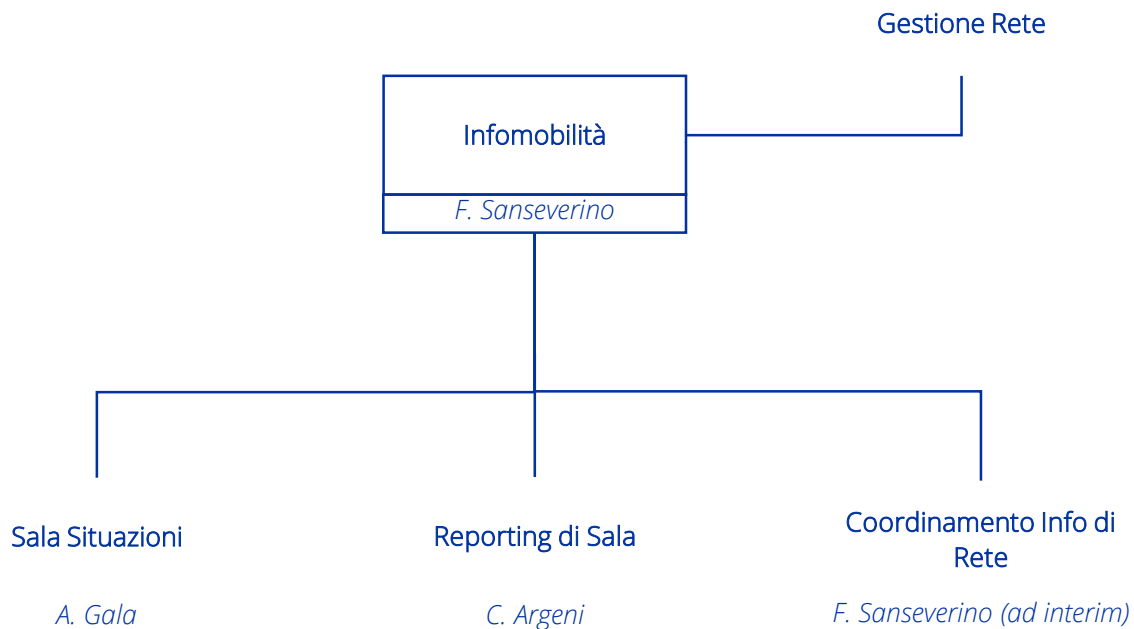 Gestione Rete
Infomobilità
F. Sanseverino
Sala Situazioni
A. Gala
Reporting di Sala
C. Argeni
Coordinamento Info di
Rete
F. Sanseverino (ad interim)